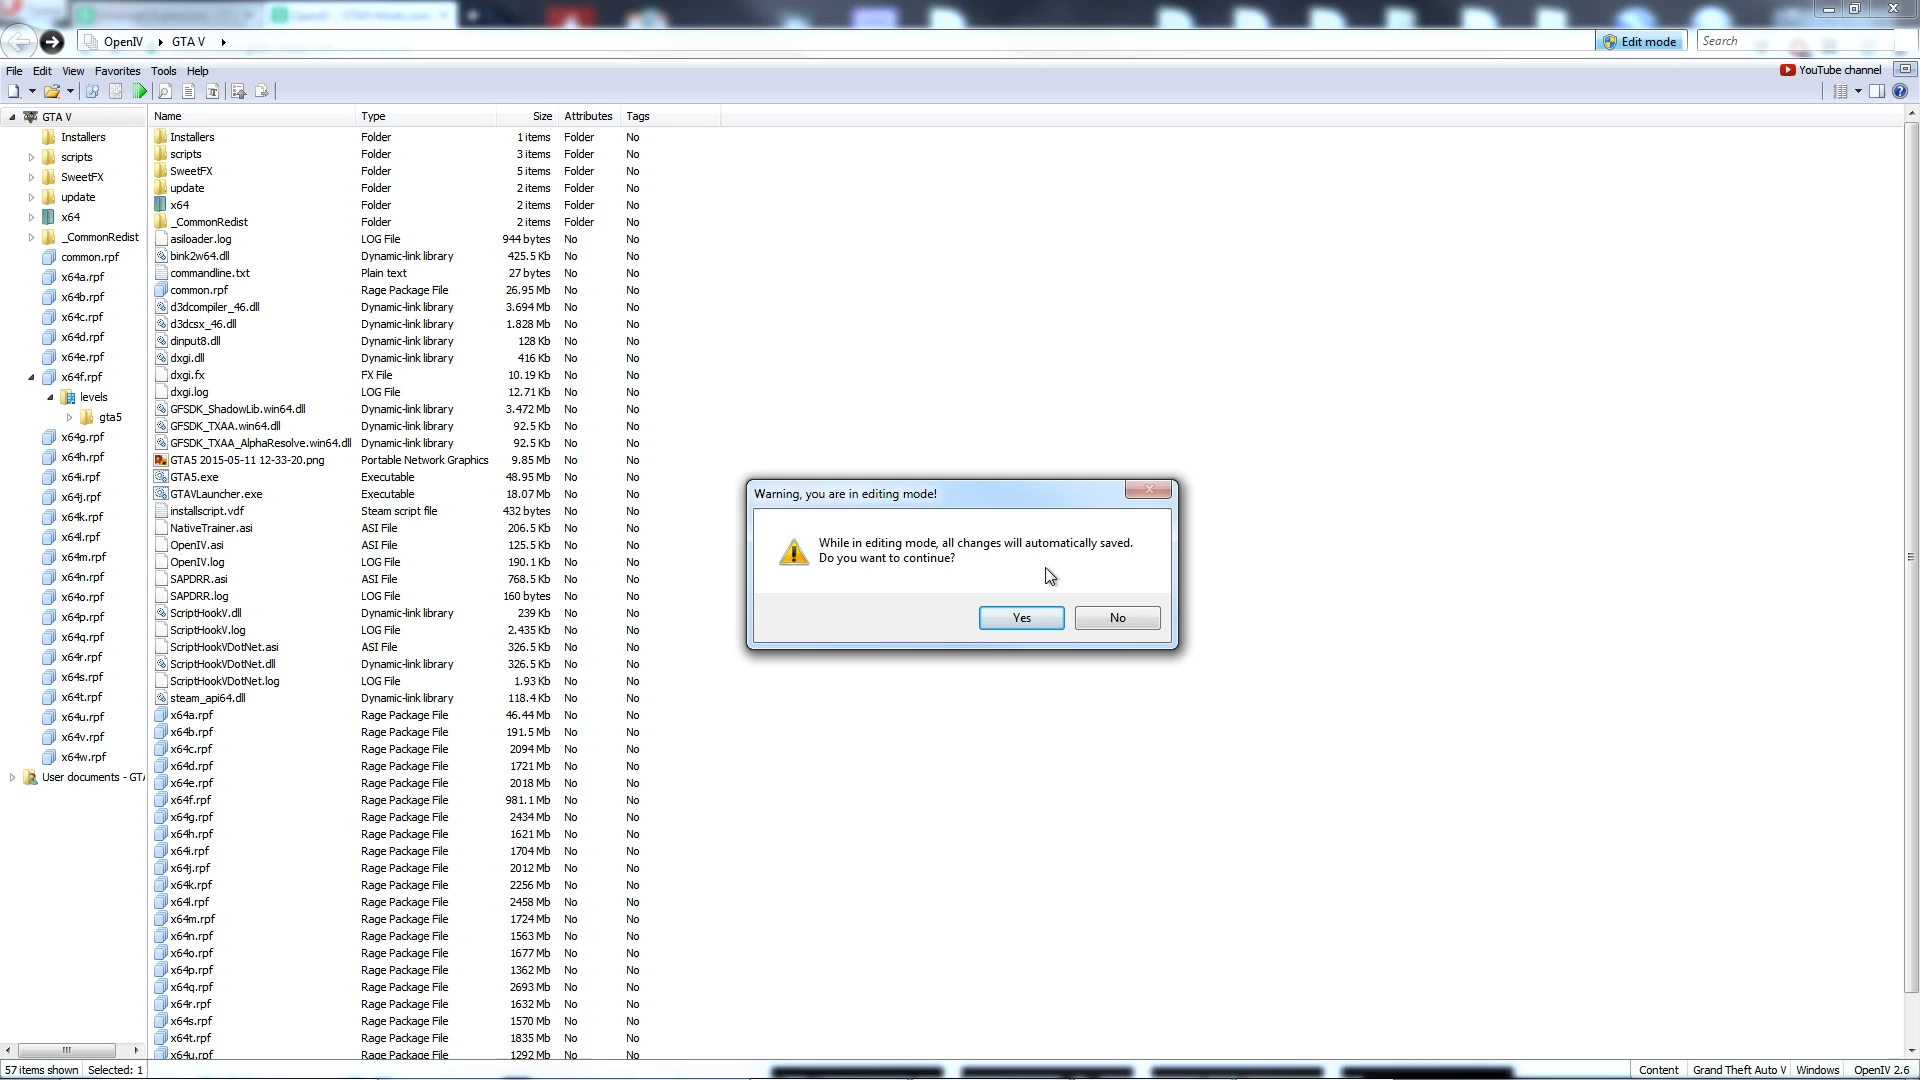 OpenIV GTA V Edit mode Search
File Edit View Favorites Tools Help YouTube channel
GTA V
Installers
scripts
SweetFX
update
x64
_CommonRedist
common.rpf
x64a.rpf
x64b.rpf
x64c.rpf
x64d.rpf
x64e.rpf
x64f.rpf
levels
gta5
x64g.rpf
x64h.rpf
x64i.rpf
x64j.rpf
x64k.rpf
x64l.rpf
x64m.rpf
x64n.rpf
x64o.rpf
x64p.rpf
x64q.rpf
x64r.rpf
x64s.rpf
x64t.rpf
x64u.rpf
x64v.rpf
x64w.rpf
User documents - GTA
Name Type Size Attributes Tags
Installers Folder 1 items Folder No
scripts Folder 3 items Folder No
SweetFX Folder 5 items Folder No
update Folder 2 items Folder No
x64 Folder 2 items Folder No
_CommonRedist Folder 2 items Folder No
asiloader.log LOG File 944 bytes No No
bink2w64.dll Dynamic-link library 425.5 Kb No No
commandline.txt Plain text 27 bytes No No
common.rpf Rage Package File 26.95 Mb No No
d3dcompiler_46.dll Dynamic-link library 3.694 Mb No No
d3dcsx_46.dll Dynamic-link library 1.828 Mb No No
dinput8.dll Dynamic-link library 128 Kb No No
dxgi.dll Dynamic-link library 416 Kb No No
dxgi.fx FX File 10.19 Kb No No
dxgi.log LOG File 12.71 Kb No No
GFSDK_ShadowLib.win64.dll Dynamic-link library 3.472 Mb No No
GFSDK_TXAA.win64.dll Dynamic-link library 92.5 Kb No No
GFSDK_TXAA_AlphaResolve.win64.dll Dynamic-link library 92.5 Kb No No
GTA5 2015-05-11 12-33-20.png Portable Network Graphics 9.85 Mb No No
GTA5.exe Executable 48.95 Mb No No
GTAVLauncher.exe Executable 18.07 Mb No No
installscript.vdf Steam script file 432 bytes No No
NativeTrainer.asi ASI File 206.5 Kb No No
OpenIV.asi ASI File 125.5 Kb No No
OpenIV.log LOG File 190.1 Kb No No
SAPDRR.asi ASI File 768.5 Kb No No
SAPDRR.log LOG File 160 bytes No No
ScriptHookV.dll Dynamic-link library 239 Kb No No
ScriptHookV.log LOG File 2.435 Kb No No
ScriptHookVDotNet.asi ASI File 326.5 Kb No No
ScriptHookVDotNet.dll Dynamic-link library 326.5 Kb No No
ScriptHookVDotNet.log LOG File 1.93 Kb No No
steam_api64.dll Dynamic-link library 118.4 Kb No No
x64a.rpf Rage Package File 46.44 Mb No No
x64b.rpf Rage Package File 191.5 Mb No No
x64c.rpf Rage Package File 2094 Mb No No
x64d.rpf Rage Package File 1721 Mb No No
x64e.rpf Rage Package File 2018 Mb No No
x64f.rpf Rage Package File 981.1 Mb No No
x64g.rpf Rage Package File 2434 Mb No No
x64h.rpf Rage Package File 1621 Mb No No
x64i.rpf Rage Package File 1704 Mb No No
x64j.rpf Rage Package File 2012 Mb No No
x64k.rpf Rage Package File 2256 Mb No No
x64l.rpf Rage Package File 2458 Mb No No
x64m.rpf Rage Package File 1724 Mb No No
x64n.rpf Rage Package File 1563 Mb No No
x64o.rpf Rage Package File 1677 Mb No No
x64p.rpf Rage Package File 1362 Mb No No
x64q.rpf Rage Package File 2693 Mb No No
x64r.rpf Rage Package File 1632 Mb No No
x64s.rpf Rage Package File 1570 Mb No No
x64t.rpf Rage Package File 1835 Mb No No
x64u.rpf Rage Package File 1292 Mb No No
Warning, you are in editing mode!
While in editing mode, all changes will automatically saved.
Do you want to continue?
Yes No
57 items shown Selected: 1 Content Grand Theft Auto V Windows OpenIV 2.6